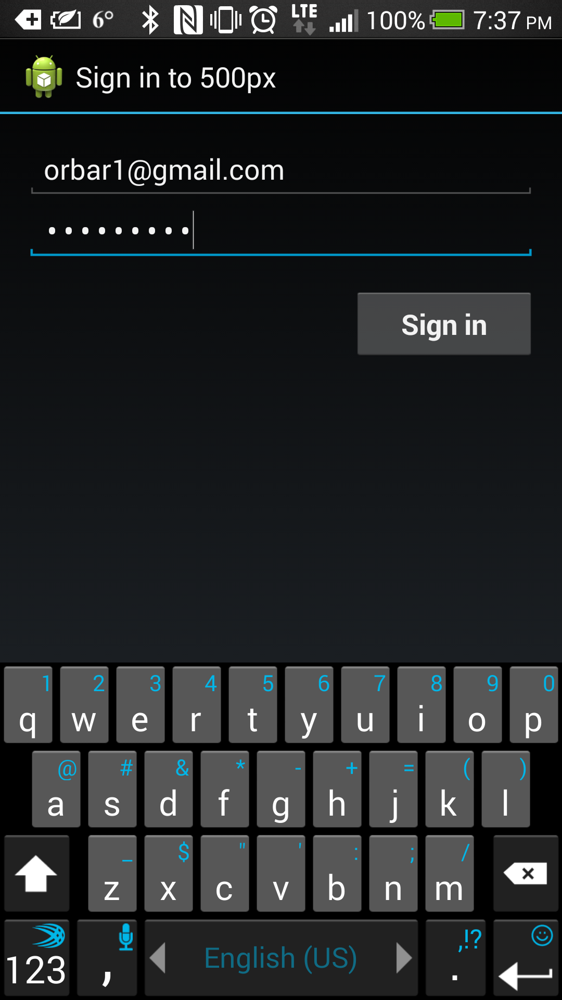 6° LTE 100% 7:37 PM
Sign in to 500px
orbar1@gmail.com
•••••••••
Sign in
1 2 3 4 5 6 7 8 9 0
q w e r t y u i o p
@ # & * - + = ( )
a s d f g h j k l
_ $ " ' : ; /
z x c v b n m
,!?
123 , English (US) .